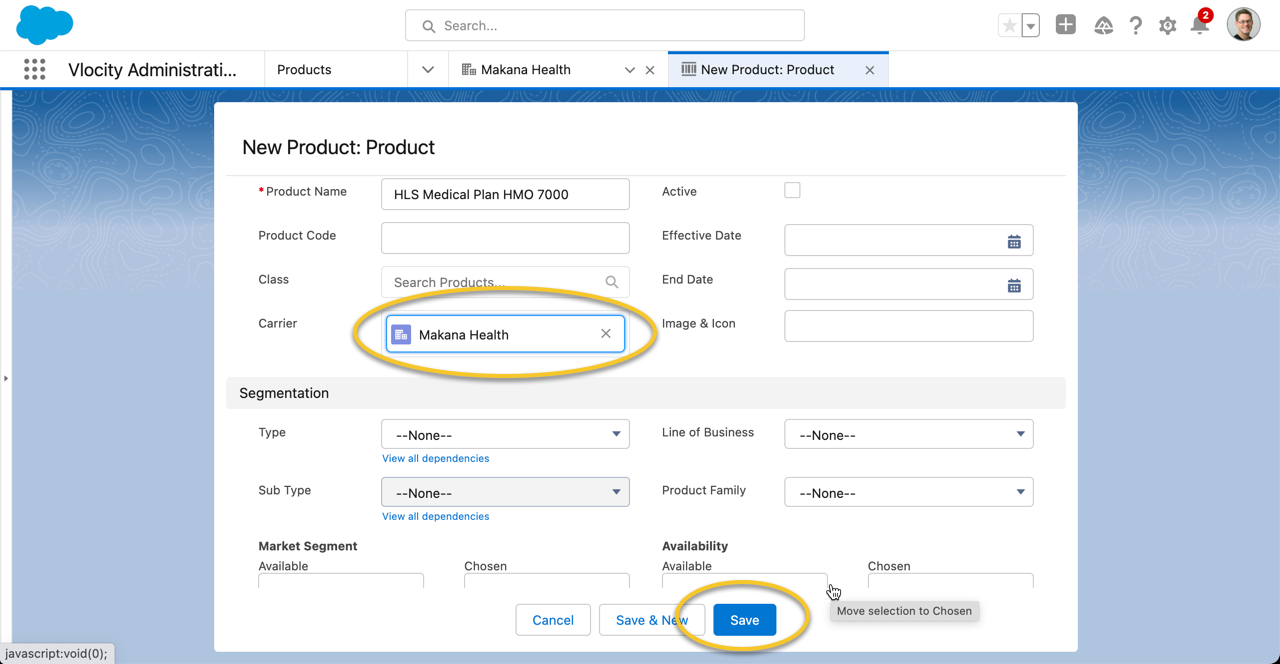 Search...
2
Vlocity Administrati...
Products
Makana Health
New Product: Product
New Product: Product
*Product Name
HLS Medical Plan HMO 7000
Active
Product Code
Effective Date
Class
Search Products...
End Date
Carrier
Makana Health
Image & Icon
Segmentation
Type
--None--
Line of Business
--None--
View all dependencies
Sub Type
--None--
Product Family
--None--
View all dependencies
Market Segment
Availability
Available
Chosen
Available
Chosen
Move selection to Chosen
Cancel
Save & New
Save
javascript:void(0);